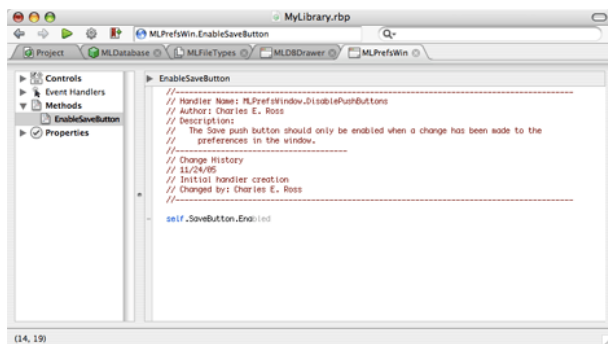 MyLibrary.rbp
MLPrefsWin.EnableSaveButton
Project
MLDatabase
MLFileTypes
MLDBDrawer
MLPrefsWin
Controls
Event Handlers
Methods
EnableSaveButton
Properties
EnableSaveButton
//------------------------------------------------------------
// Handler Name: MLPrefsWindow.DisablePushButtons
// Author: Charles E. Ross
// Description:
// The Save push button should only be enabled when a change has been made to the
// preferences in the window.
//------------------------------
// Change History
// 11/24/05
// Initial handler creation
// Changed by: Charles E. Ross
//------------------------------------------------------------
self.SaveButton.Enabled
(14, 19)